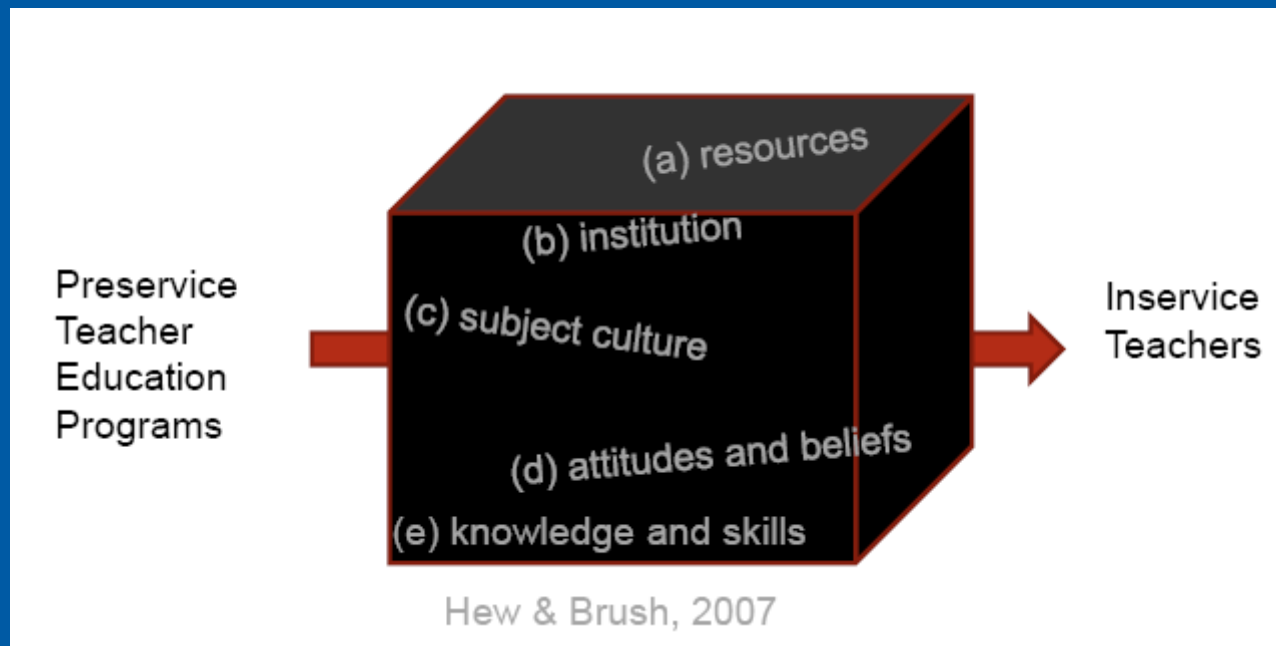 (a) resources
(b) institution
Preservice
Teacher
Education
Programs
(c) subject culture
(d) attitudes and beliefs
(e) knowledge and skills
Inservice
Teachers
Hew & Brush, 2007